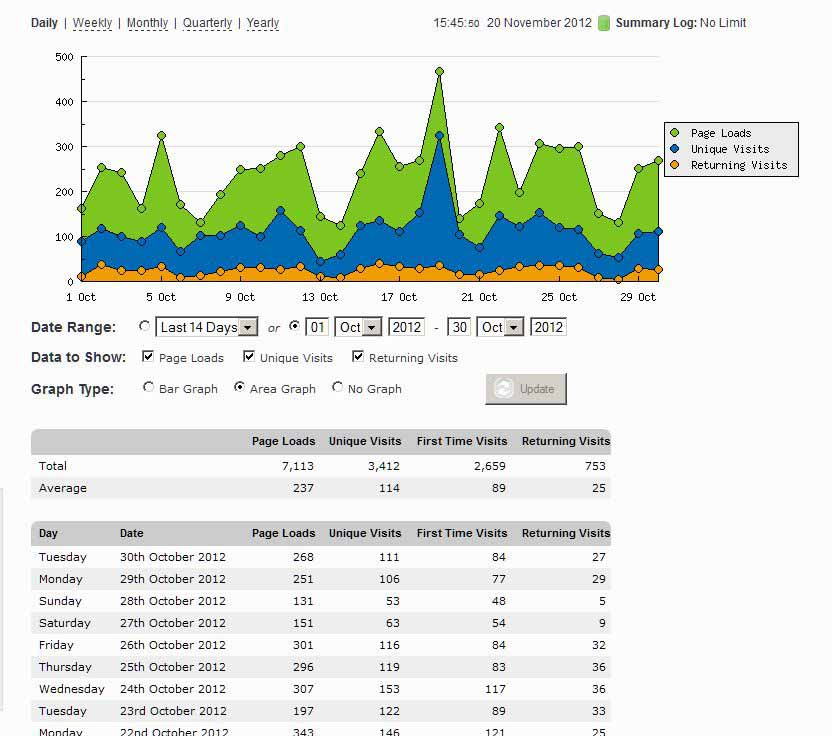 Daily | Weekly | Monthly | Quarterly | Yearly 15:45:50 20 November 2012 Summary Log: No Limit
500
400
300
200
100
0
Page Loads
Unique Visits
Returning Visits
1 Oct 5 Oct 9 Oct 13 Oct 17 Oct 21 Oct 25 Oct 29 Oct
Date Range: Last 14 Days or 01 Oct 2012 - 30 Oct 2012
Data to Show: Page Loads Unique Visits Returning Visits
Graph Type: Bar Graph Area Graph No Graph Update
Page Loads Unique Visits First Time Visits Returning Visits
Total 7,113 3,412 2,659 753
Average 237 114 89 25
Day Date Page Loads Unique Visits First Time Visits Returning Visits
Tuesday 30th October 2012 268 111 84 27
Monday 29th October 2012 251 106 77 29
Sunday 28th October 2012 131 53 48 5
Saturday 27th October 2012 151 63 54 9
Friday 26th October 2012 301 116 84 32
Thursday 25th October 2012 296 119 83 36
Wednesday 24th October 2012 307 153 117 36
Tuesday 23rd October 2012 197 122 89 33
Monday 22nd October 2012 343 146 121 25